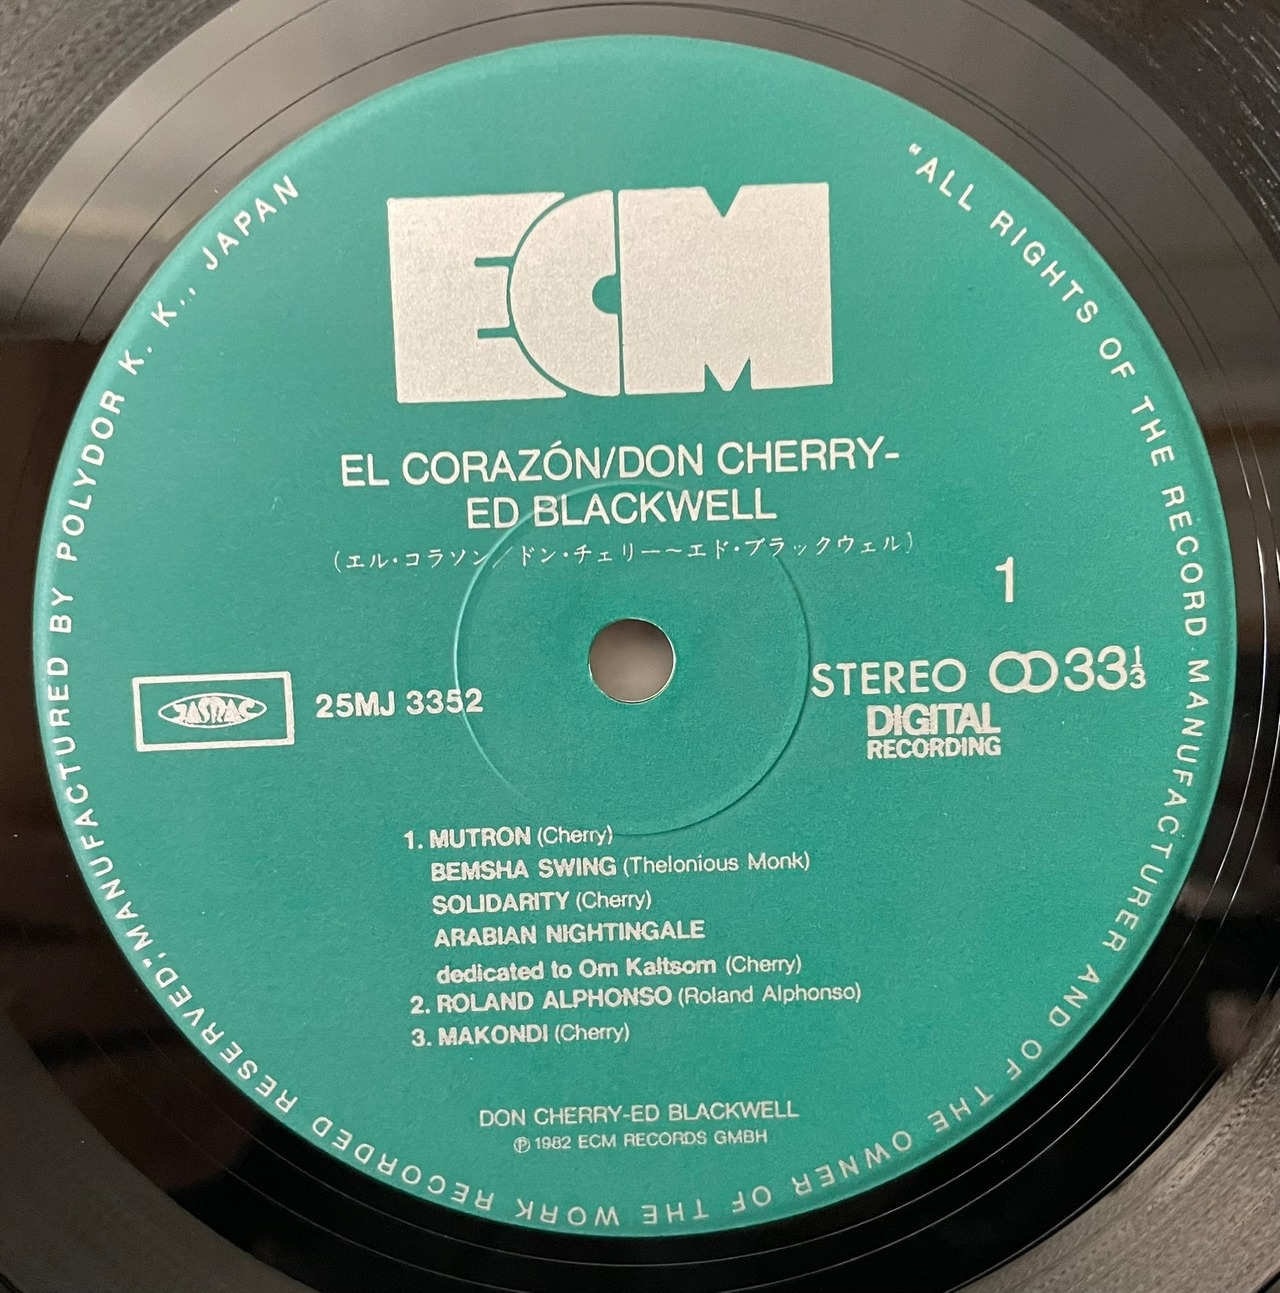 ECM
EL CORAZÓN/DON CHERRY-
ED BLACKWELL
(エル・コラソン/ドン・チェリー~エド・ブラックウェル)
1
JASRAC
25MJ 3352
STEREO 33 1/3
DIGITAL
RECORDING
1. MUTRON (Cherry)
BEMSHA SWING (Thelonious Monk)
SOLIDARITY (Cherry)
ARABIAN NIGHTINGALE
dedicated to Om Kaltsom (Cherry)
2. ROLAND ALPHONSO (Roland Alphonso)
3. MAKONDI (Cherry)
DON CHERRY-ED BLACKWELL
℗ 1982 ECM RECORDS GMBH
"ALL RIGHTS OF THE RECORD MANUFACTURER AND OF THE OWNER OF THE WORK RECORDED RESERVED," MANUFACTURED BY POLYDOR K. K., JAPAN